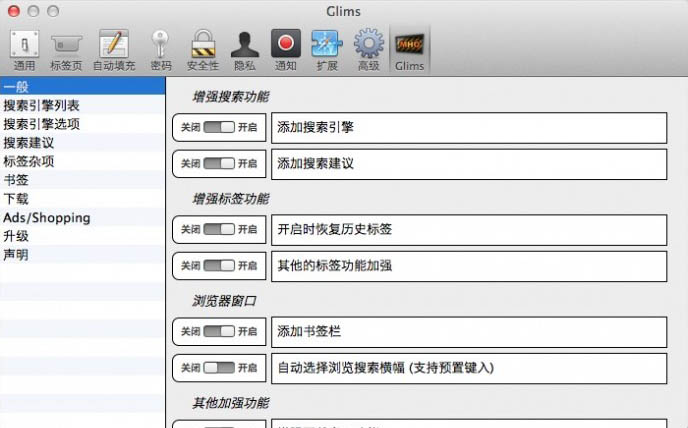 Glims
通用 标签页 自动填充 密码 安全性 隐私 通知 扩展 高级 Glims
一般
搜索引擎列表
搜索引擎选项
搜索建议
标签杂项
书签
下载
Ads/Shopping
升级
声明
增强搜索功能
关闭 开启 添加搜索引擎
关闭 开启 添加搜索建议
增强标签功能
关闭 开启 开启时恢复历史标签
关闭 开启 其他的标签功能加强
浏览器窗口
关闭 开启 添加书签栏
关闭 开启 自动选择浏览搜索横幅 (支持预置键入)
其他加强功能